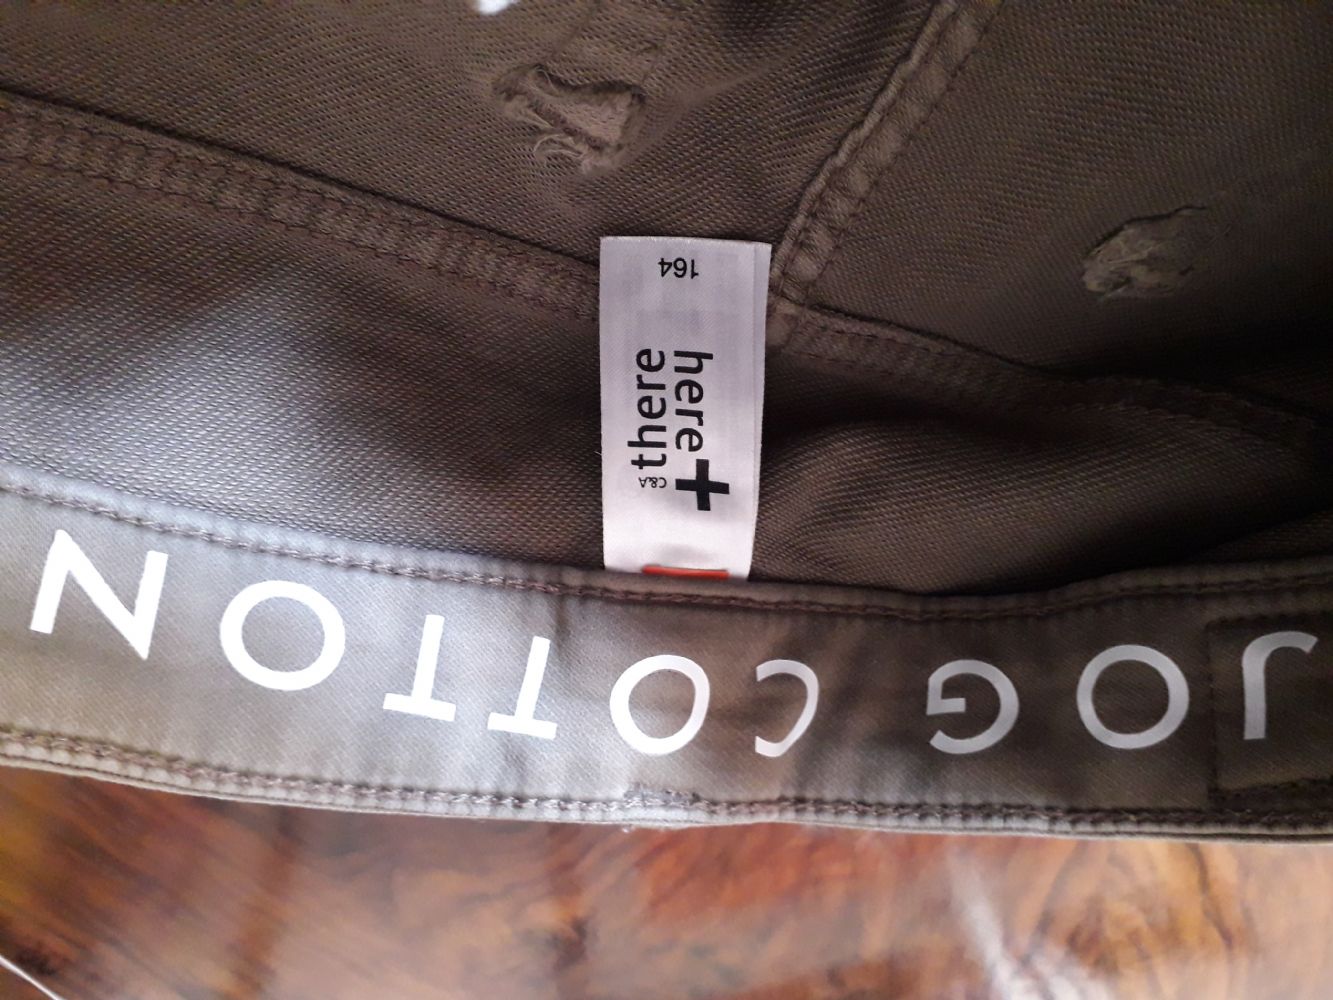 JOG COTTON
here+
C&A there
164